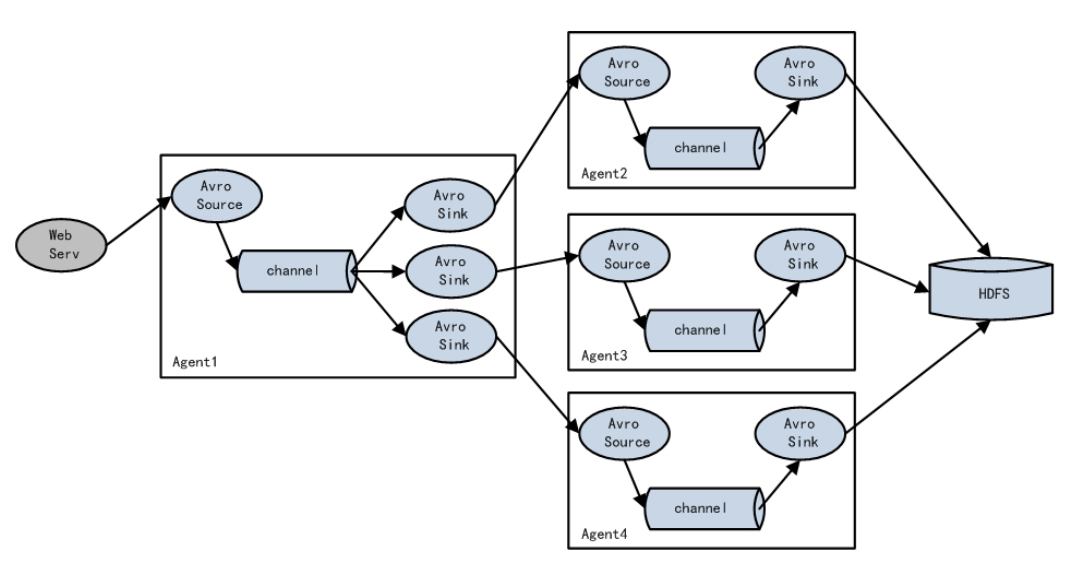 Web
Serv
Avro
Source
channel
Avro
Sink
Avro
Sink
Avro
Sink
Agent1
Avro
Source
channel
Avro
Sink
Agent2
Avro
Source
channel
Avro
Sink
Agent3
Avro
Source
channel
Avro
Sink
Agent4
HDFS